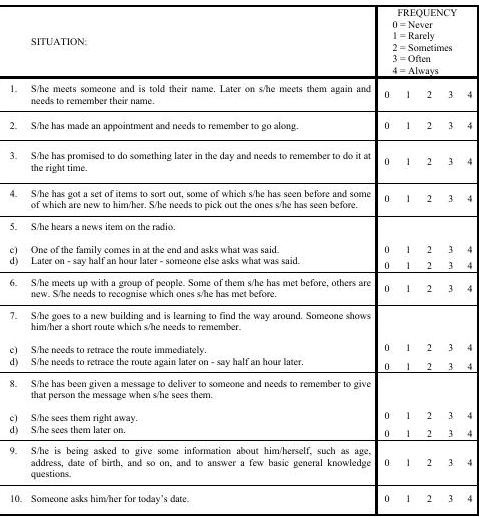 SITUATION:
FREQUENCY
0 = Never
1 = Rarely
2 = Sometimes
3 = Often
4 = Always
1. S/he meets someone and is told their name. Later on s/he meets them again and
needs to remember their name.
0 1 2 3 4
2. S/he has made an appointment and needs to remember to go along.
0 1 2 3 4
3. S/he has promised to do something later in the day and needs to remember to do it at
the right time.
0 1 2 3 4
4. S/he has got a set of items to sort out, some of which s/he has seen before and some
of which are new to him/her. S/he needs to pick out the ones s/he has seen before.
0 1 2 3 4
5. S/he hears a news item on the radio.
c) One of the family comes in at the end and asks what was said.
0 1 2 3 4
d) Later on - say half an hour later - someone else asks what was said.
0 1 2 3 4
6. S/he meets up with a group of people. Some of them s/he has met before, others are
new. S/he needs to recognise which ones s/he has met before.
0 1 2 3 4
7. S/he goes to a new building and is learning to find the way around. Someone shows
him/her a short route which s/he needs to remember.
c) S/he needs to retrace the route immediately.
0 1 2 3 4
d) S/he needs to retrace the route again later on - say half an hour later.
0 1 2 3 4
8. S/he has been given a message to deliver to someone and needs to remember to give
that person the message when s/he sees them.
c) S/he sees them right away.
0 1 2 3 4
d) S/he sees them later on.
0 1 2 3 4
9. S/he is being asked to give some information about him/herself, such as age,
address, date of birth, and so on, and to answer a few basic general knowledge
questions.
0 1 2 3 4
10. Someone asks him/her for today's date.
0 1 2 3 4